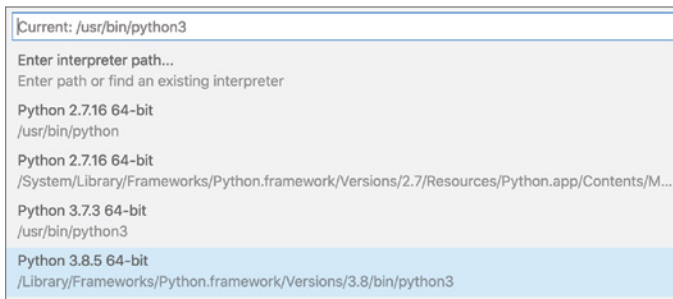 Current: /usr/bin/python3
Enter interpreter path...
Enter path or find an existing interpreter
Python 2.7.16 64-bit
/usr/bin/python
Python 2.7.16 64-bit
/System/Library/Frameworks/Python.framework/Versions/2.7/Resources/Python.app/Contents/M...
Python 3.7.3 64-bit
/usr/bin/python3
Python 3.8.5 64-bit
/Library/Frameworks/Python.framework/Versions/3.8/bin/python3